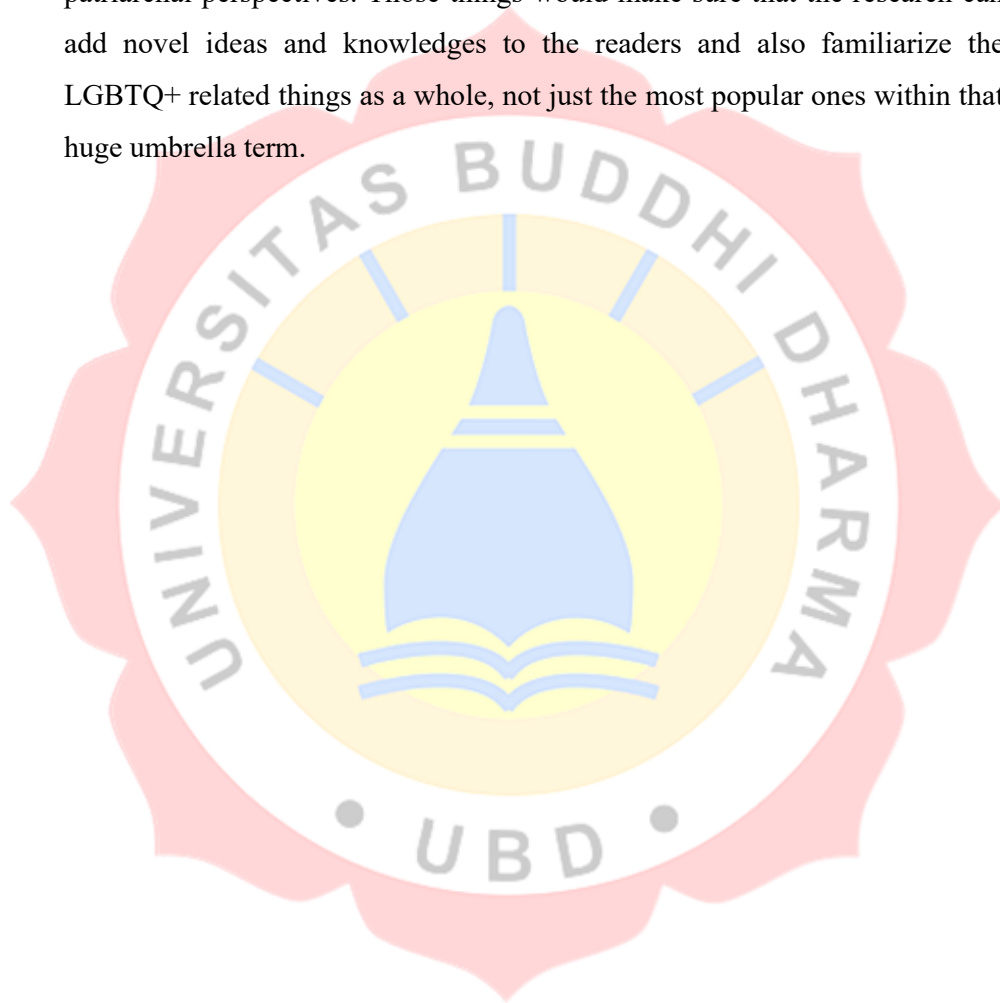 patriarchal perspectives. Those things would make sure that the research can
add novel ideas and knowledges to the readers and also familiarize the
LGBTQ+ related things as a whole, not just the most popular ones within that
huge umbrella term.
UNIVERSITAS BUDDHI DHARMA
• UBD •